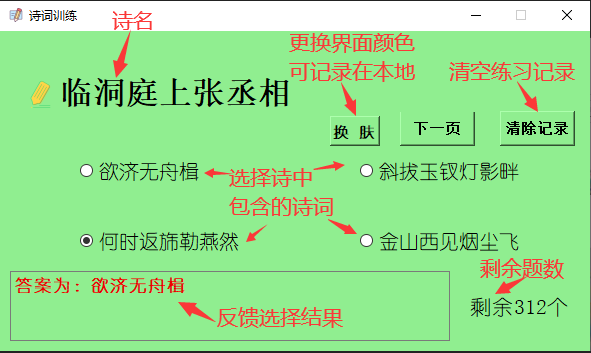 诗词训练
诗名
更换界面颜色
可记录在本地
清空练习记录
临洞庭上张丞相
换 肤
下一页
清除记录
欲济无舟楫
斜拔玉钗灯影畔
选择诗中
包含的诗词
何时返旆勒燕然
金山西见烟尘飞
剩余题数
答案为：欲济无舟楫
反馈选择结果
剩余312个